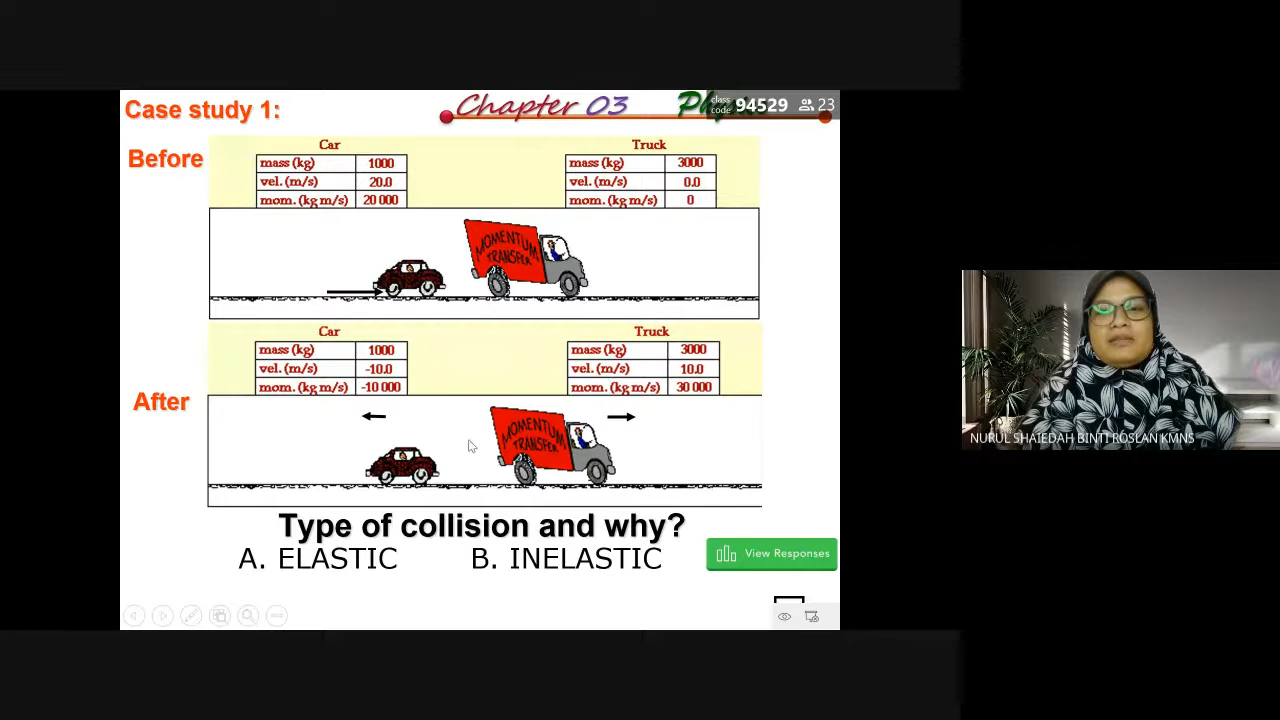 Case study 1:
Chapter 03
class code 94529 23
Before
Car
mass (kg) 1000
vel. (m/s) 20.0
mom. (kg m/s) 20 000
Truck
mass (kg) 3000
vel. (m/s) 0.0
mom. (kg m/s) 0
MOMENTUM
TRANSFER
After
Car
mass (kg) 1000
vel. (m/s) -10.0
mom. (kg m/s) -10 000
Truck
mass (kg) 3000
vel. (m/s) 10.0
mom. (kg m/s) 30 000
MOMENTUM
TRANSFER
Type of collision and why?
A. ELASTIC B. INELASTIC
View Responses
NURUL SHAIEDAH BINTI ROSLAN KMNS